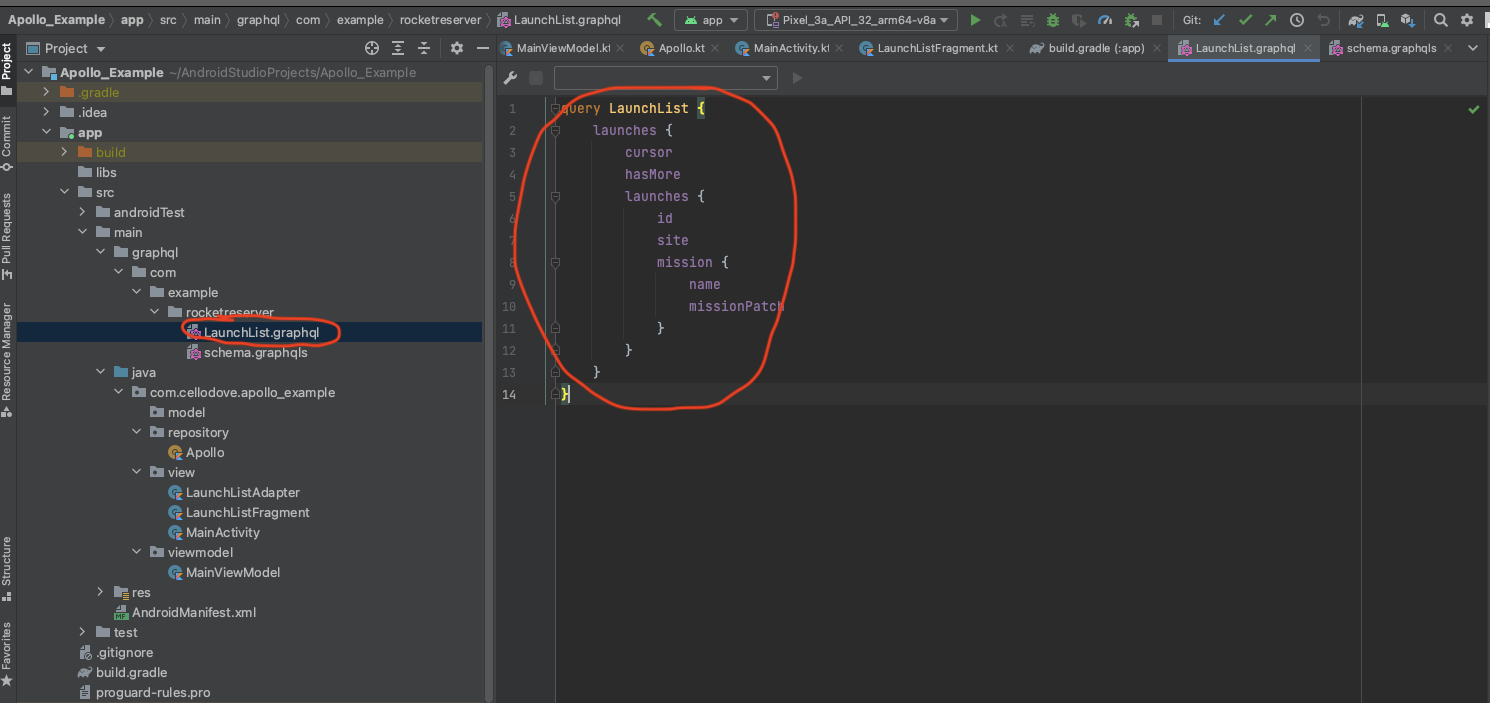 Apollo_Example app src main graphql com example rocketreserver LaunchList.graphql app Pixel_3a_API_32_arm64-v8a Git:
Project
MainViewModel.kt Apollo.kt MainActivity.kt LaunchListFragment.kt build.gradle (:app) LaunchList.graphql schema.graphqls
Project
Commit
Pull Requests
Resource Manager
Structure
Favorites
Apollo_Example ~/AndroidStudioProjects/Apollo_Example
.gradle
.idea
app
build
libs
src
androidTest
main
graphql
com
example
rocketreserver
LaunchList.graphql
schema.graphqls
java
com.cellodove.apollo_example
model
repository
Apollo
view
LaunchListAdapter
LaunchListFragment
MainActivity
viewmodel
MainViewModel
res
MF AndroidManifest.xml
test
.gitignore
build.gradle
proguard-rules.pro
1 query LaunchList {
2 launches {
3 cursor
4 hasMore
5 launches {
6 id
7 site
8 mission {
9 name
10 missionPatch
11 }
12 }
13 }
14 }